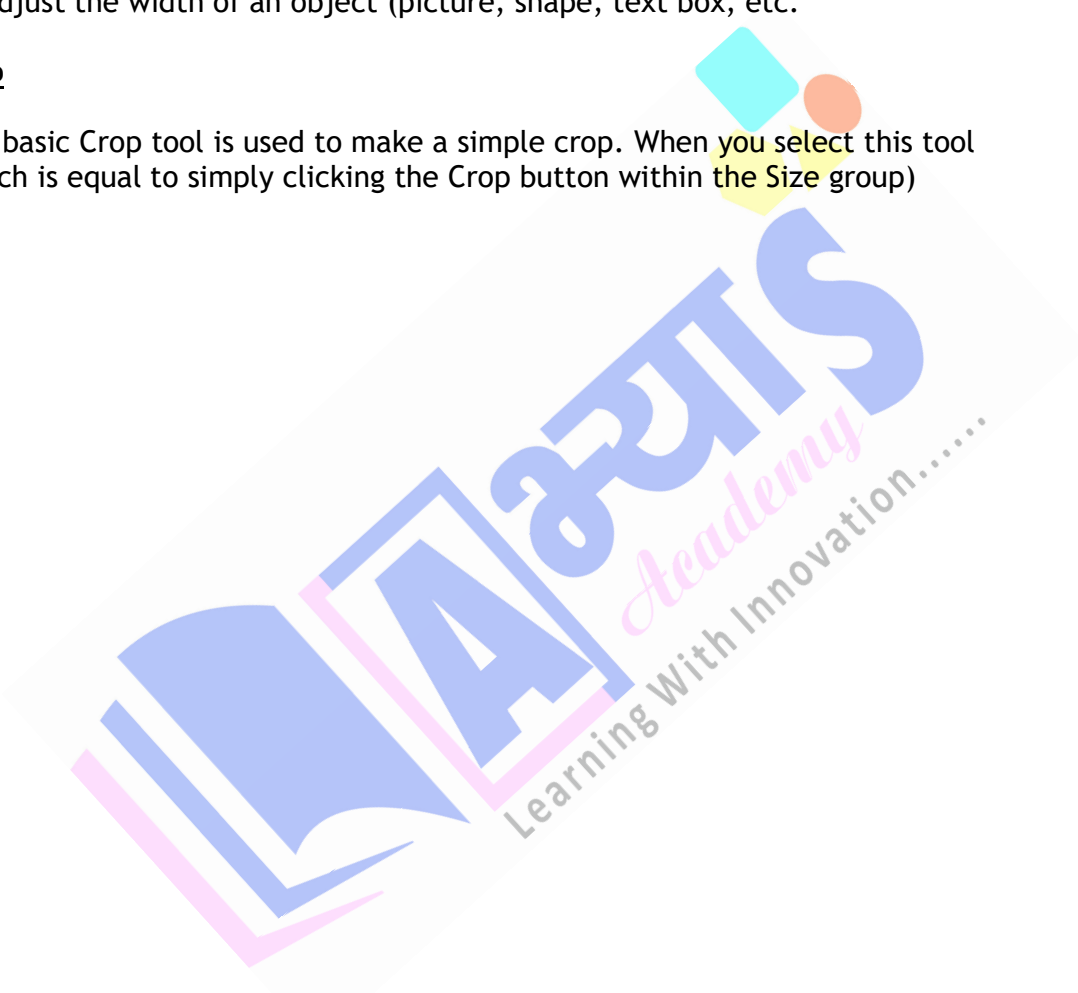 djust the width of an object (picture, shape, text box, etc.
basic Crop tool is used to make a simple crop. When you select this tool
ch is equal to simply clicking the Crop button within the Size group)
A
भ्याS
Academy
Learning With Innovation......